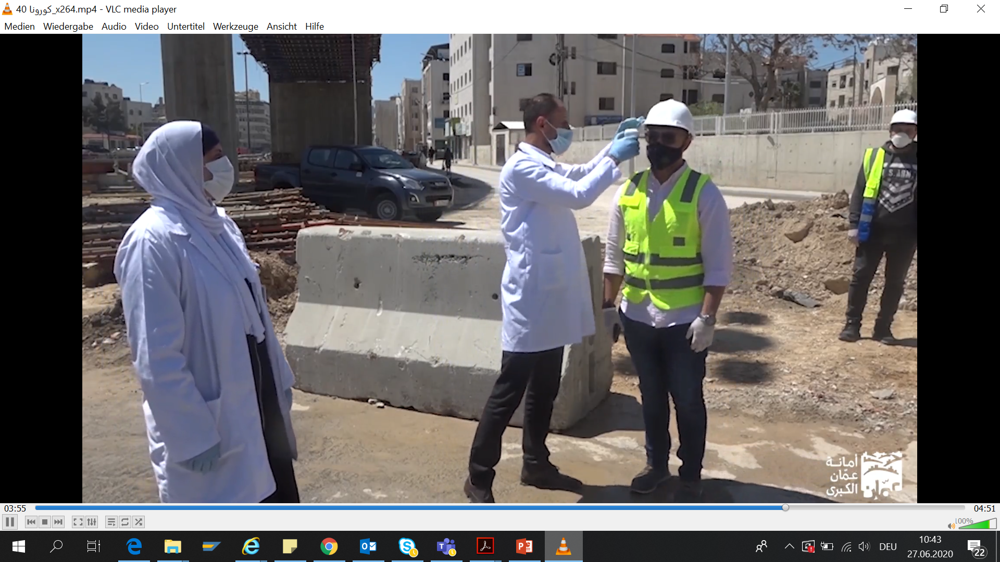 40 كورونا_x264.mp4 - VLC media player
Medien Wiedergabe Audio Video Untertitel Werkzeuge Ansicht Hilfe
S. ARM
أمانة
عمّان
الكبرى
03:55
04:51
100%
DEU
10:43
27.06.2020
22